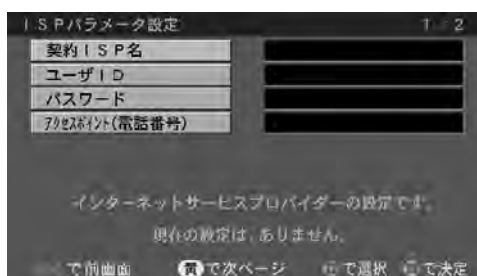 ISPパラメータ設定 1/2
契約ISP名
ユーザID
パスワード
アクセスポイント(電話番号)
インターネットサービスプロバイダーの設定です。
現在の設定は、ありません。
で前画面 黄で次ページ で選択 で決定